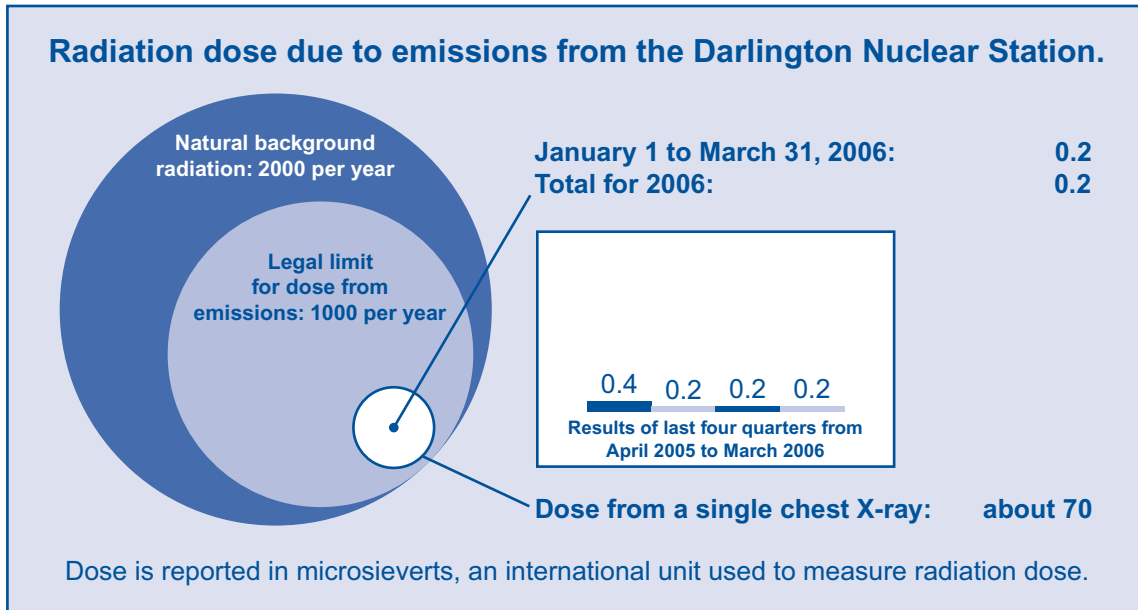 Radiation dose due to emissions from the Darlington Nuclear Station.
Natural background
radiation: 2000 per year
Legal limit
for dose from
emissions: 1000 per year
January 1 to March 31, 2006: 0.2
Total for 2006: 0.2
0.4 0.2 0.2 0.2
Results of last four quarters from
April 2005 to March 2006
Dose from a single chest X-ray: about 70
Dose is reported in microsieverts, an international unit used to measure radiation dose.